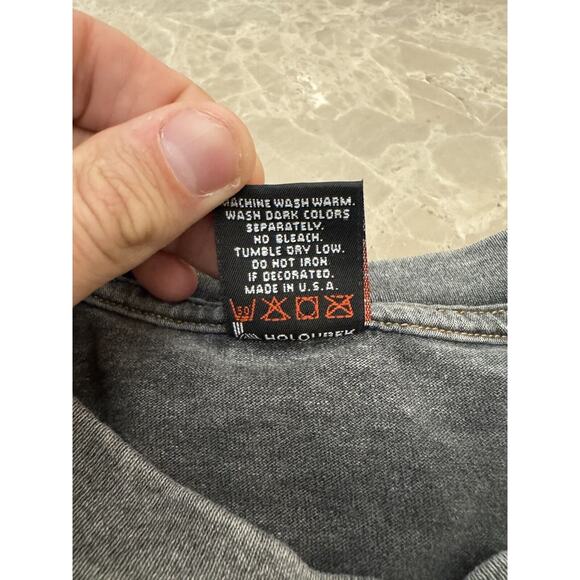 MACHINE WASH WARM.
WASH DARK COLORS
SEPARATELY.
NO BLEACH.
TUMBLE DRY LOW.
DO NOT IRON
IF DECORATED.
MADE IN U.S.A.
50
HOLOUBEK